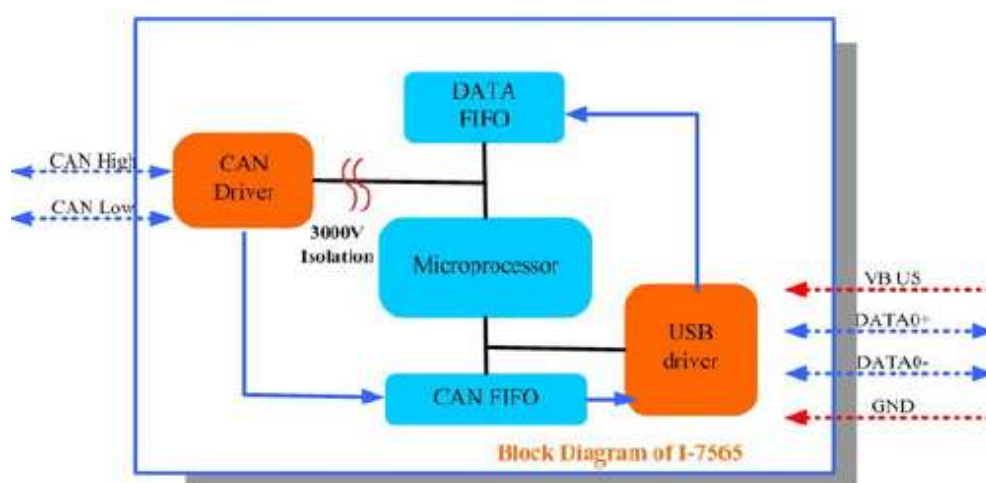 DATA
FIFO
CAN High
CAN
Driver
CAN Low
3000V
Isolation
Microprocessor
VB US
DATA0+
USB
driver
DATA0-
CAN FIFO
GND
Block Diagram of I-7565